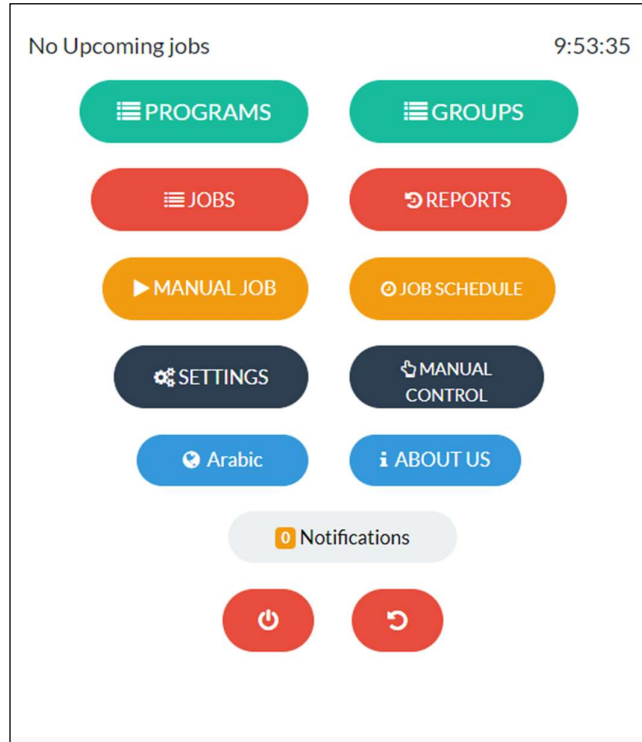 No Upcoming jobs 9:53:35
PROGRAMS GROUPS
JOBS REPORTS
MANUAL JOB JOB SCHEDULE
SETTINGS MANUAL CONTROL
Arabic ABOUT US
0 Notifications